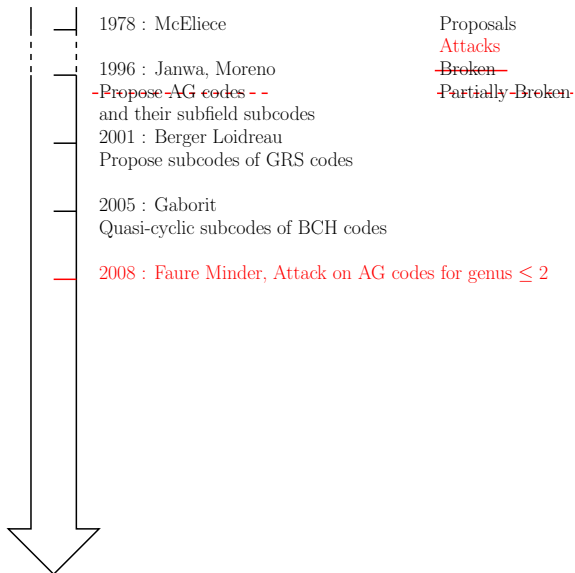 1978 : McEliece
Proposals
Attacks
1996 : Janwa, Moreno
Broken
Propose AG codes
Partially Broken
and their subfield subcodes
2001 : Berger Loidreau
Propose subcodes of GRS codes
2005 : Gaborit
Quasi-cyclic subcodes of BCH codes
2008 : Faure Minder, Attack on AG codes for genus ≤ 2